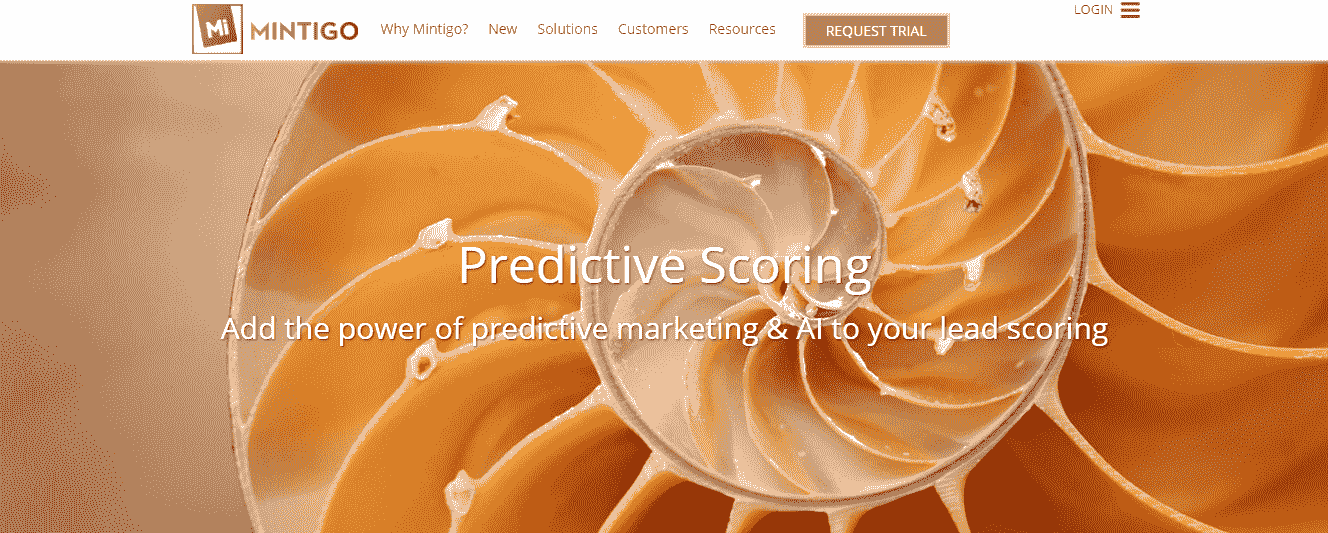 Mi MINTIGO Why Mintigo? New Solutions Customers Resources REQUEST TRIAL LOGIN
Predictive Scoring
Add the power of predictive marketing & AI to your lead scoring